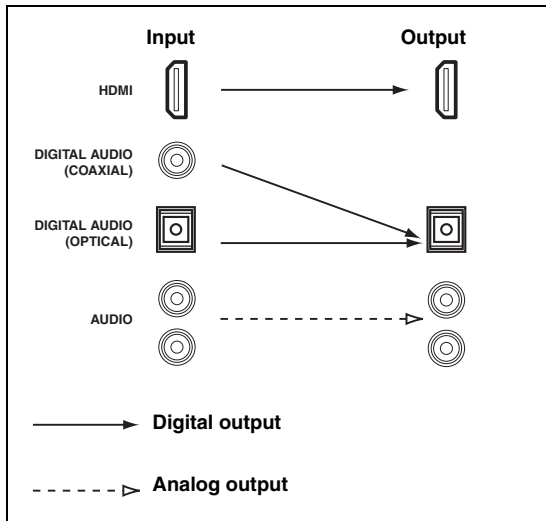 Input Output
HDMI
DIGITAL AUDIO
(COAXIAL)
DIGITAL AUDIO
(OPTICAL)
AUDIO
Digital output
Analog output